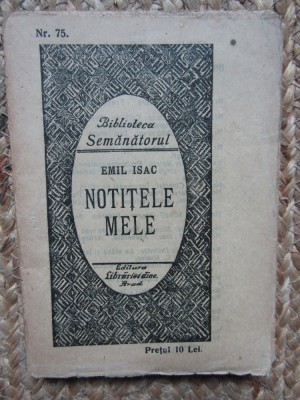 Nr. 75.
Biblioteca
Semănătorul
EMIL ISAC
NOTIȚELE
MELE
Editura
Librăriei diec.
Arad.
Prețul 10 Lei.